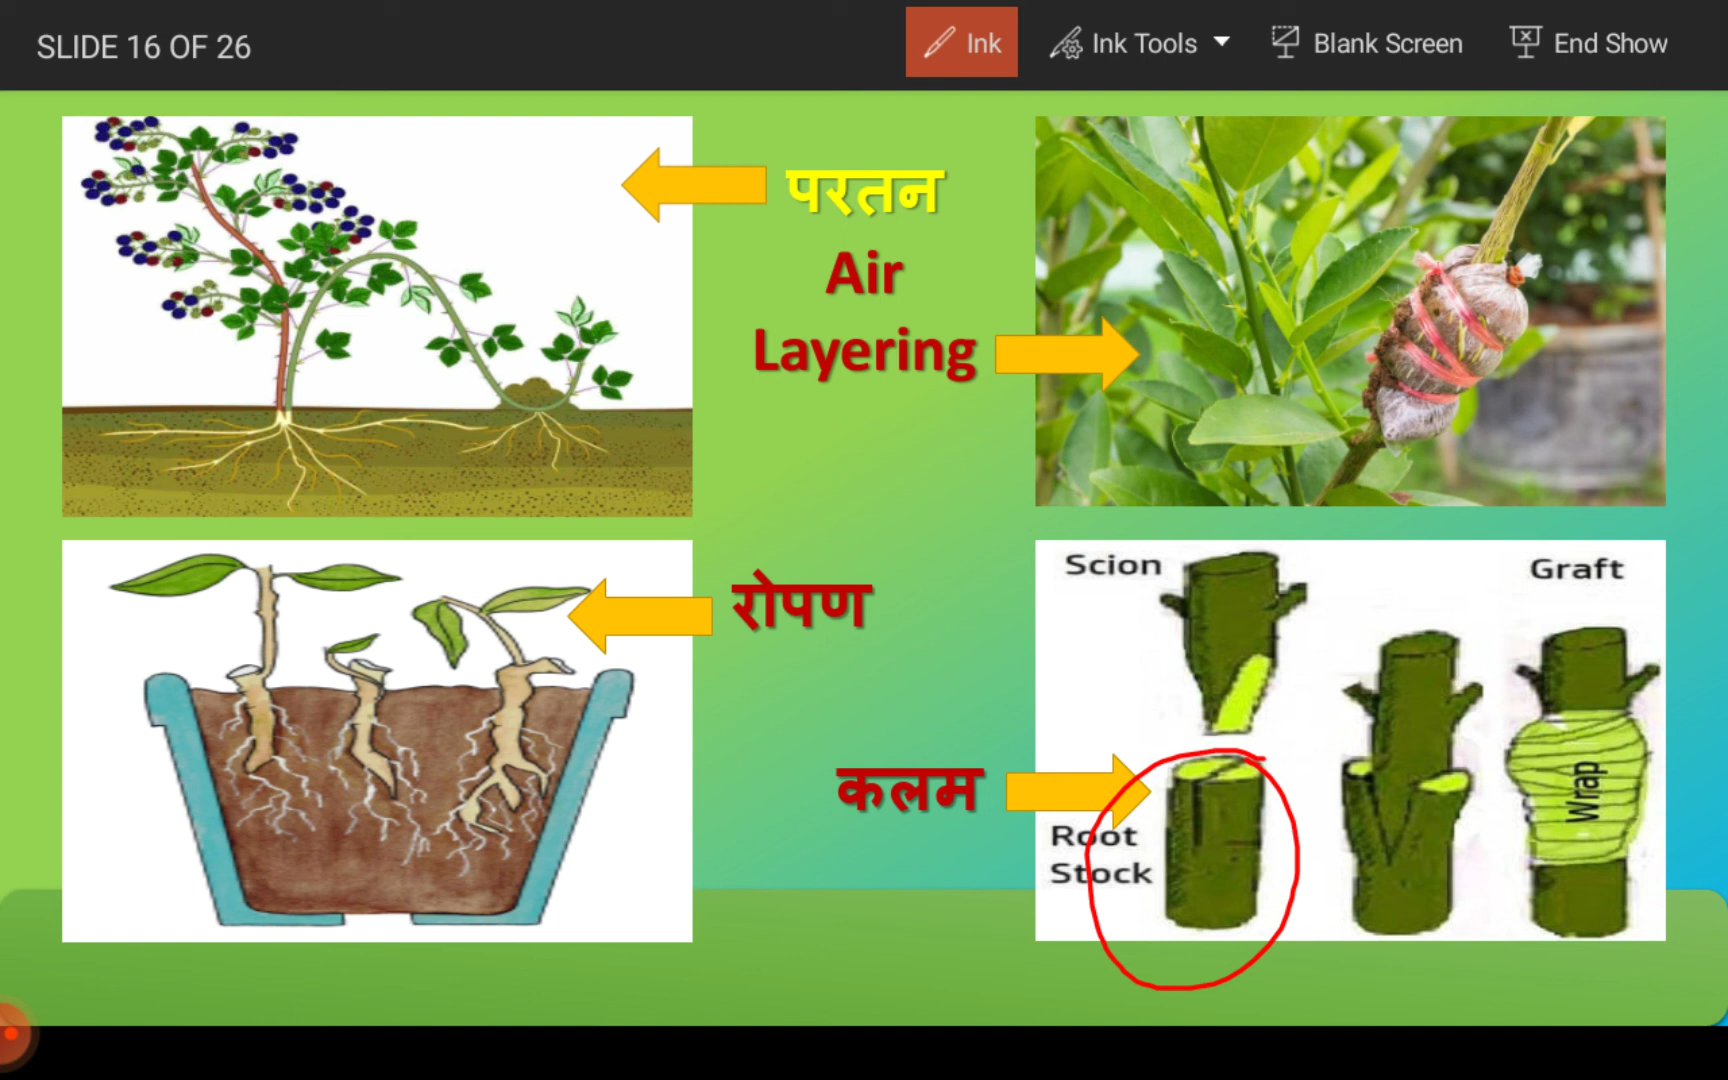 SLIDE 16 OF 26
Ink
Ink Tools
Blank Screen
End Show
परतन
Air
Layering
रोपण
कलम
Scion
Graft
Root
Stock
Wrap